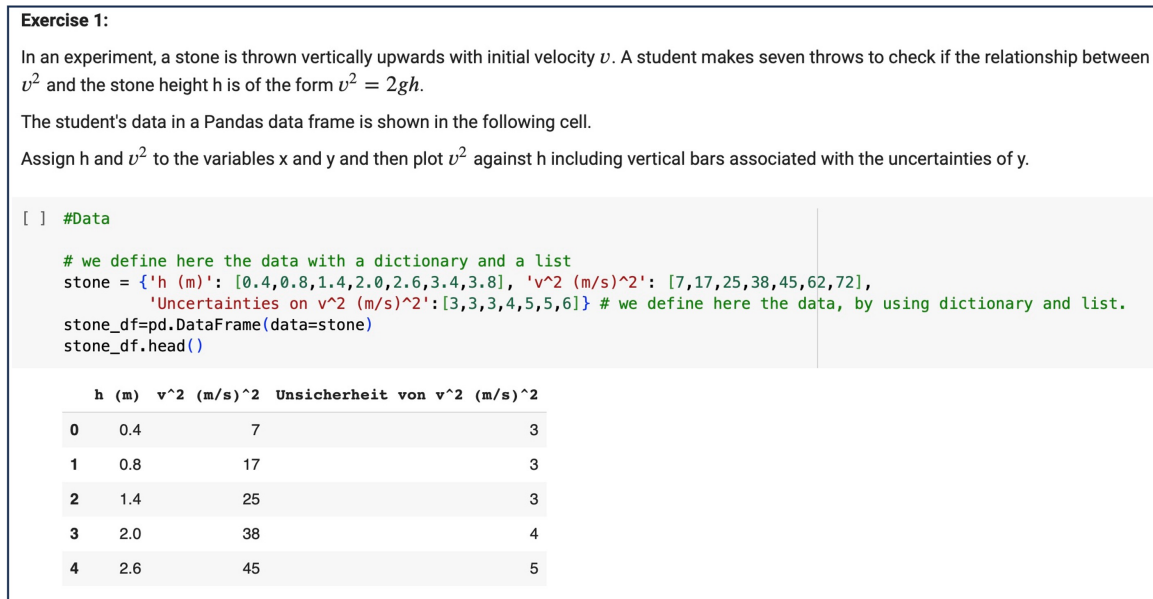 Exercise 1:
In an experiment, a stone is thrown vertically upwards with initial velocity v. A student makes seven throws to check if the relationship between
v² and the stone height h is of the form v² = 2gh.
The student's data in a Pandas data frame is shown in the following cell.
Assign h and v² to the variables x and y and then plot v² against h including vertical bars associated with the uncertainties of y.
[ ] #Data
# we define here the data with a dictionary and a list
stone = {'h (m)': [0.4,0.8,1.4,2.0,2.6,3.4,3.8], 'v^2 (m/s)^2': [7,17,25,38,45,62,72],
'Uncertainties on v^2 (m/s)^2':[3,3,3,4,5,5,6]} # we define here the data, by using dictionary and list.
stone_df=pd.DataFrame(data=stone)
stone_df.head()
h (m) v^2 (m/s)^2 Unsicherheit von v^2 (m/s)^2
0 0.4 7 3
1 0.8 17 3
2 1.4 25 3
3 2.0 38 4
4 2.6 45 5